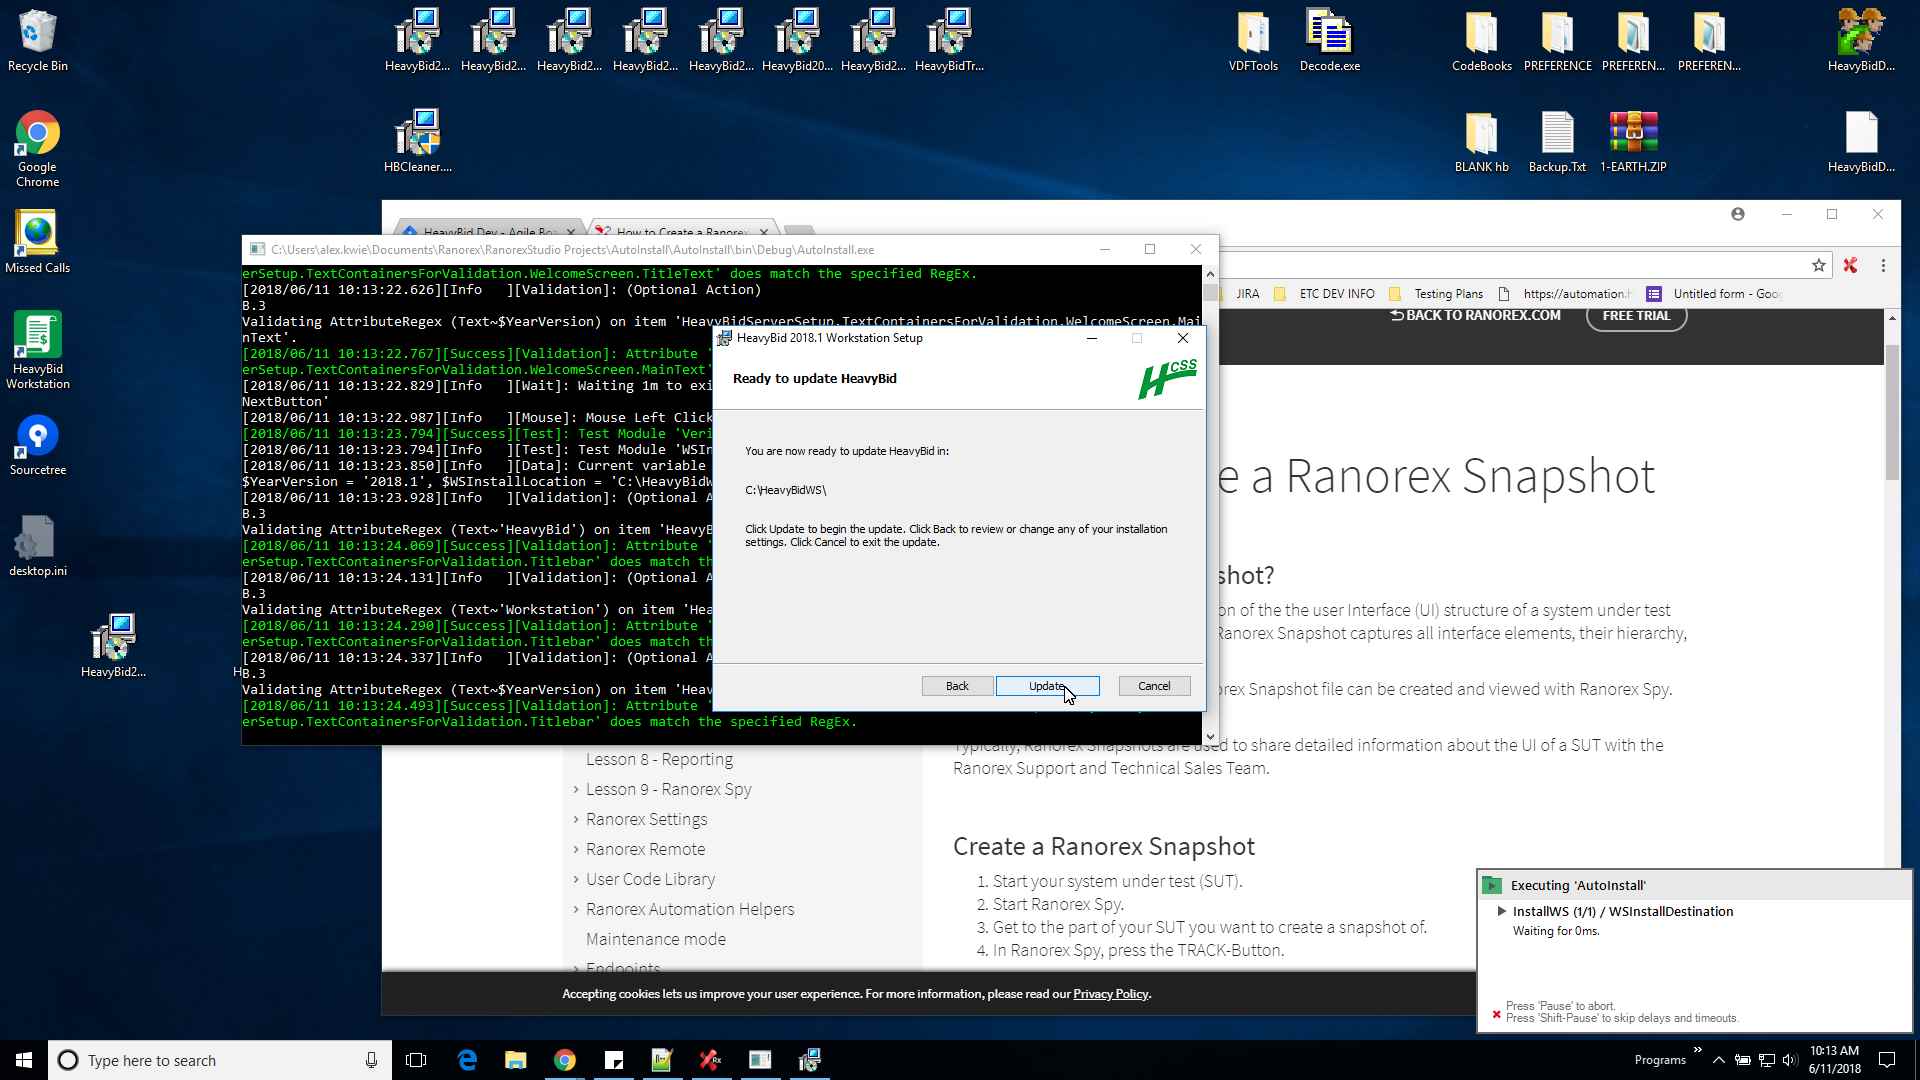 Recycle Bin
Google
Chrome
Missed Calls
HeavyBid
Workstation
Sourcetree
desktop.ini
HeavyBid2...
HeavyBid2...
HeavyBid2...
HeavyBid2...
HeavyBid2...
HeavyBid2...
HeavyBid20...
HeavyBid2...
HeavyBidTr...
HBCleaner....
VDFTools
Decode.exe
CodeBooks
PREFERENCE
PREFEREN...
PREFEREN...
HeavyBidD...
BLANK hb
Backup.Txt
1-EARTH.ZIP
HeavyBidD...
HeavyBid Dev - Agile Boa
How to Create a Ranorex
JIRA
ETC DEV INFO
Testing Plans
https://automation.h
Untitled form - Goog
BACK TO RANOREX.COM
FREE TRIAL
C:\Users\alex.kwie\Documents\Ranorex\RanorexStudio Projects\AutoInstall\AutoInstall\bin\Debug\AutoInstall.exe
erSetup.TextContainersForValidation.WelcomeScreen.TitleText' does match the specified RegEx.
[2018/06/11 10:13:22.626][Info   ][Validation]: (Optional Action)
B.3
Validating AttributeRegex (Text~$YearVersion) on item 'HeavyBidServerSetup.TextContainersForValidation.WelcomeScreen.Mai
nText'.
[2018/06/11 10:13:22.767][Success][Validation]: Attribute '
erSetup.TextContainersForValidation.WelcomeScreen.MainText'
[2018/06/11 10:13:22.829][Info   ][Wait]: Waiting 1m to exi
NextButton'
[2018/06/11 10:13:22.987][Info   ][Mouse]: Mouse Left Click
[2018/06/11 10:13:23.794][Success][Test]: Test Module 'Veri
[2018/06/11 10:13:23.794][Info   ][Test]: Test Module 'WSIn
[2018/06/11 10:13:23.850][Info   ][Data]: Current variable
$YearVersion = '2018.1', $WSInstallLocation = 'C:\HeavyBidW
[2018/06/11 10:13:23.928][Info   ][Validation]: (Optional A
B.3
Validating AttributeRegex (Text~'HeavyBid') on item 'HeavyB
[2018/06/11 10:13:24.069][Success][Validation]: Attribute '
erSetup.TextContainersForValidation.Titlebar' does match th
[2018/06/11 10:13:24.131][Info   ][Validation]: (Optional A
B.3
Validating AttributeRegex (Text~'Workstation') on item 'Hea
[2018/06/11 10:13:24.290][Success][Validation]: Attribute '
erSetup.TextContainersForValidation.Titlebar' does match th
[2018/06/11 10:13:24.337][Info   ][Validation]: (Optional A
B.3
Validating AttributeRegex (Text~$YearVersion) on item 'Heav
[2018/06/11 10:13:24.493][Success][Validation]: Attribute '
erSetup.TextContainersForValidation.Titlebar' does match the specified RegEx.
HeavyBid 2018.1 Workstation Setup
Ready to update HeavyBid
HCSS
You are now ready to update HeavyBid in:
C:\HeavyBidWS\
Click Update to begin the update. Click Back to review or change any of your installation
settings. Click Cancel to exit the update.
Back
Update
Cancel
e a Ranorex Snapshot
shot?
on of the the user Interface (UI) structure of a system under test
Ranorex Snapshot captures all interface elements, their hierarchy,
rex Snapshot file can be created and viewed with Ranorex Spy.
Typically, Ranorex Snapshots are used to share detailed information about the UI of a SUT with the
Ranorex Support and Technical Sales Team.
Create a Ranorex Snapshot
1. Start your system under test (SUT).
2. Start Ranorex Spy.
3. Get to the part of your SUT you want to create a snapshot of.
4. In Ranorex Spy, press the TRACK-Button.
Lesson 8 - Reporting
Lesson 9 - Ranorex Spy
Ranorex Settings
Ranorex Remote
User Code Library
Ranorex Automation Helpers
Maintenance mode
Endpoints
Accepting cookies lets us improve your user experience. For more information, please read our Privacy Policy.
Executing 'AutoInstall'
InstallWS (1/1) / WSInstallDestination
Waiting for 0ms.
Press 'Pause' to abort.
Press 'Shift-Pause' to skip delays and timeouts.
Type here to search
Programs
10:13 AM
6/11/2018